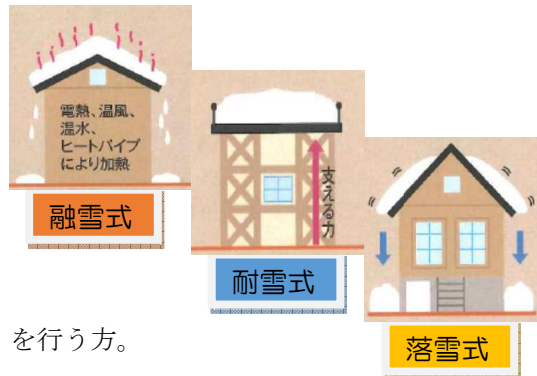 電熱、温風、
温水、
ヒートパイプ
により加熱
融雪式
支える力
耐雪式
落雪式
を行う方。